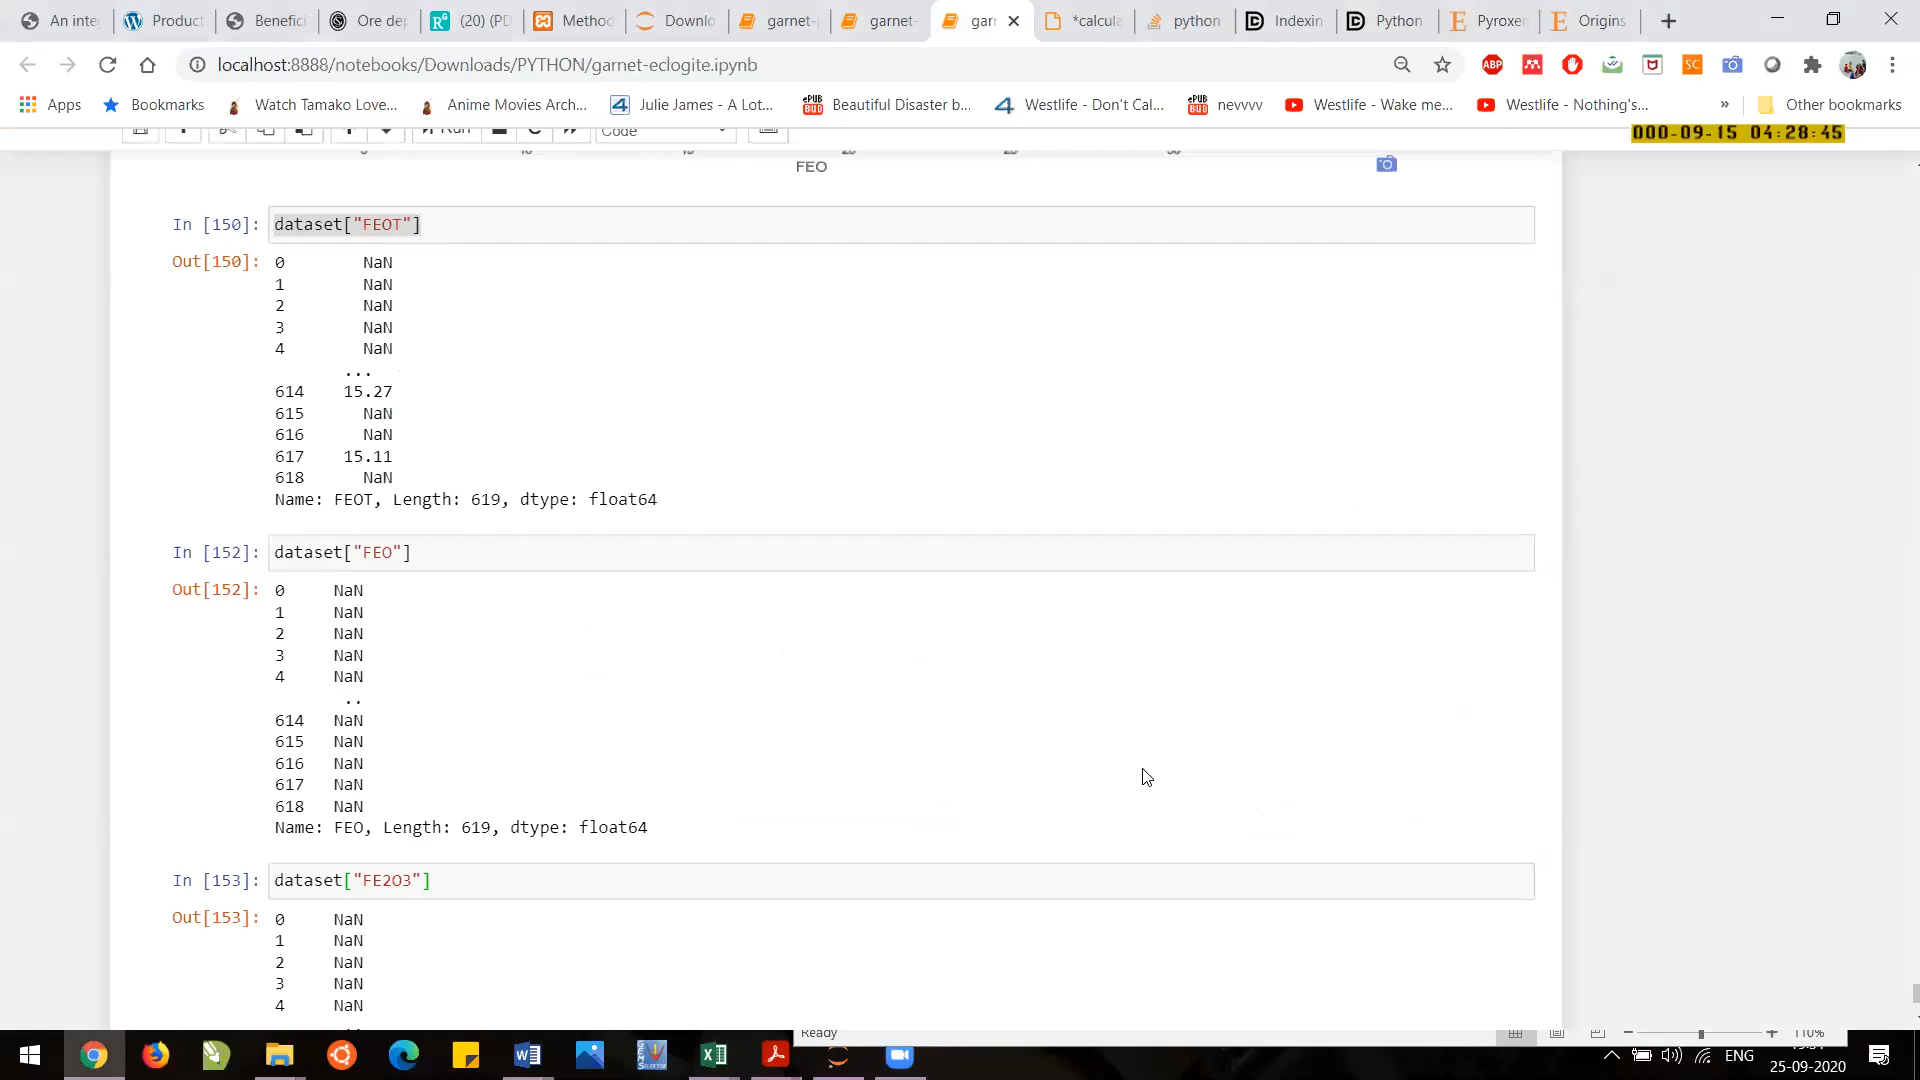 An inte
Product
Benefici
Ore dep
(20) (PD
Method
Downlo
garnet-
garnet-
gar
*calcula
python
Indexin
Python
Pyroxen
Origins
localhost:8888/notebooks/Downloads/PYTHON/garnet-eclogite.ipynb
Apps
Bookmarks
Watch Tamako Love...
Anime Movies Arch...
Julie James - A Lot...
Beautiful Disaster b...
Westlife - Don't Cal...
nevvvv
Westlife - Wake me...
Westlife - Nothing's...
»
Other bookmarks
Run
Code
000-09-15 04:28:45
FEO
In [150]: dataset["FEOT"]
Out[150]: 0 NaN
1 NaN
2 NaN
3 NaN
4 NaN
...
614 15.27
615 NaN
616 NaN
617 15.11
618 NaN
Name: FEOT, Length: 619, dtype: float64
In [152]: dataset["FEO"]
Out[152]: 0 NaN
1 NaN
2 NaN
3 NaN
4 NaN
..
614 NaN
615 NaN
616 NaN
617 NaN
618 NaN
Name: FEO, Length: 619, dtype: float64
In [153]: dataset["FE2O3"]
Out[153]: 0 NaN
1 NaN
2 NaN
3 NaN
4 NaN
..
Ready
110%
ENG
25-09-2020